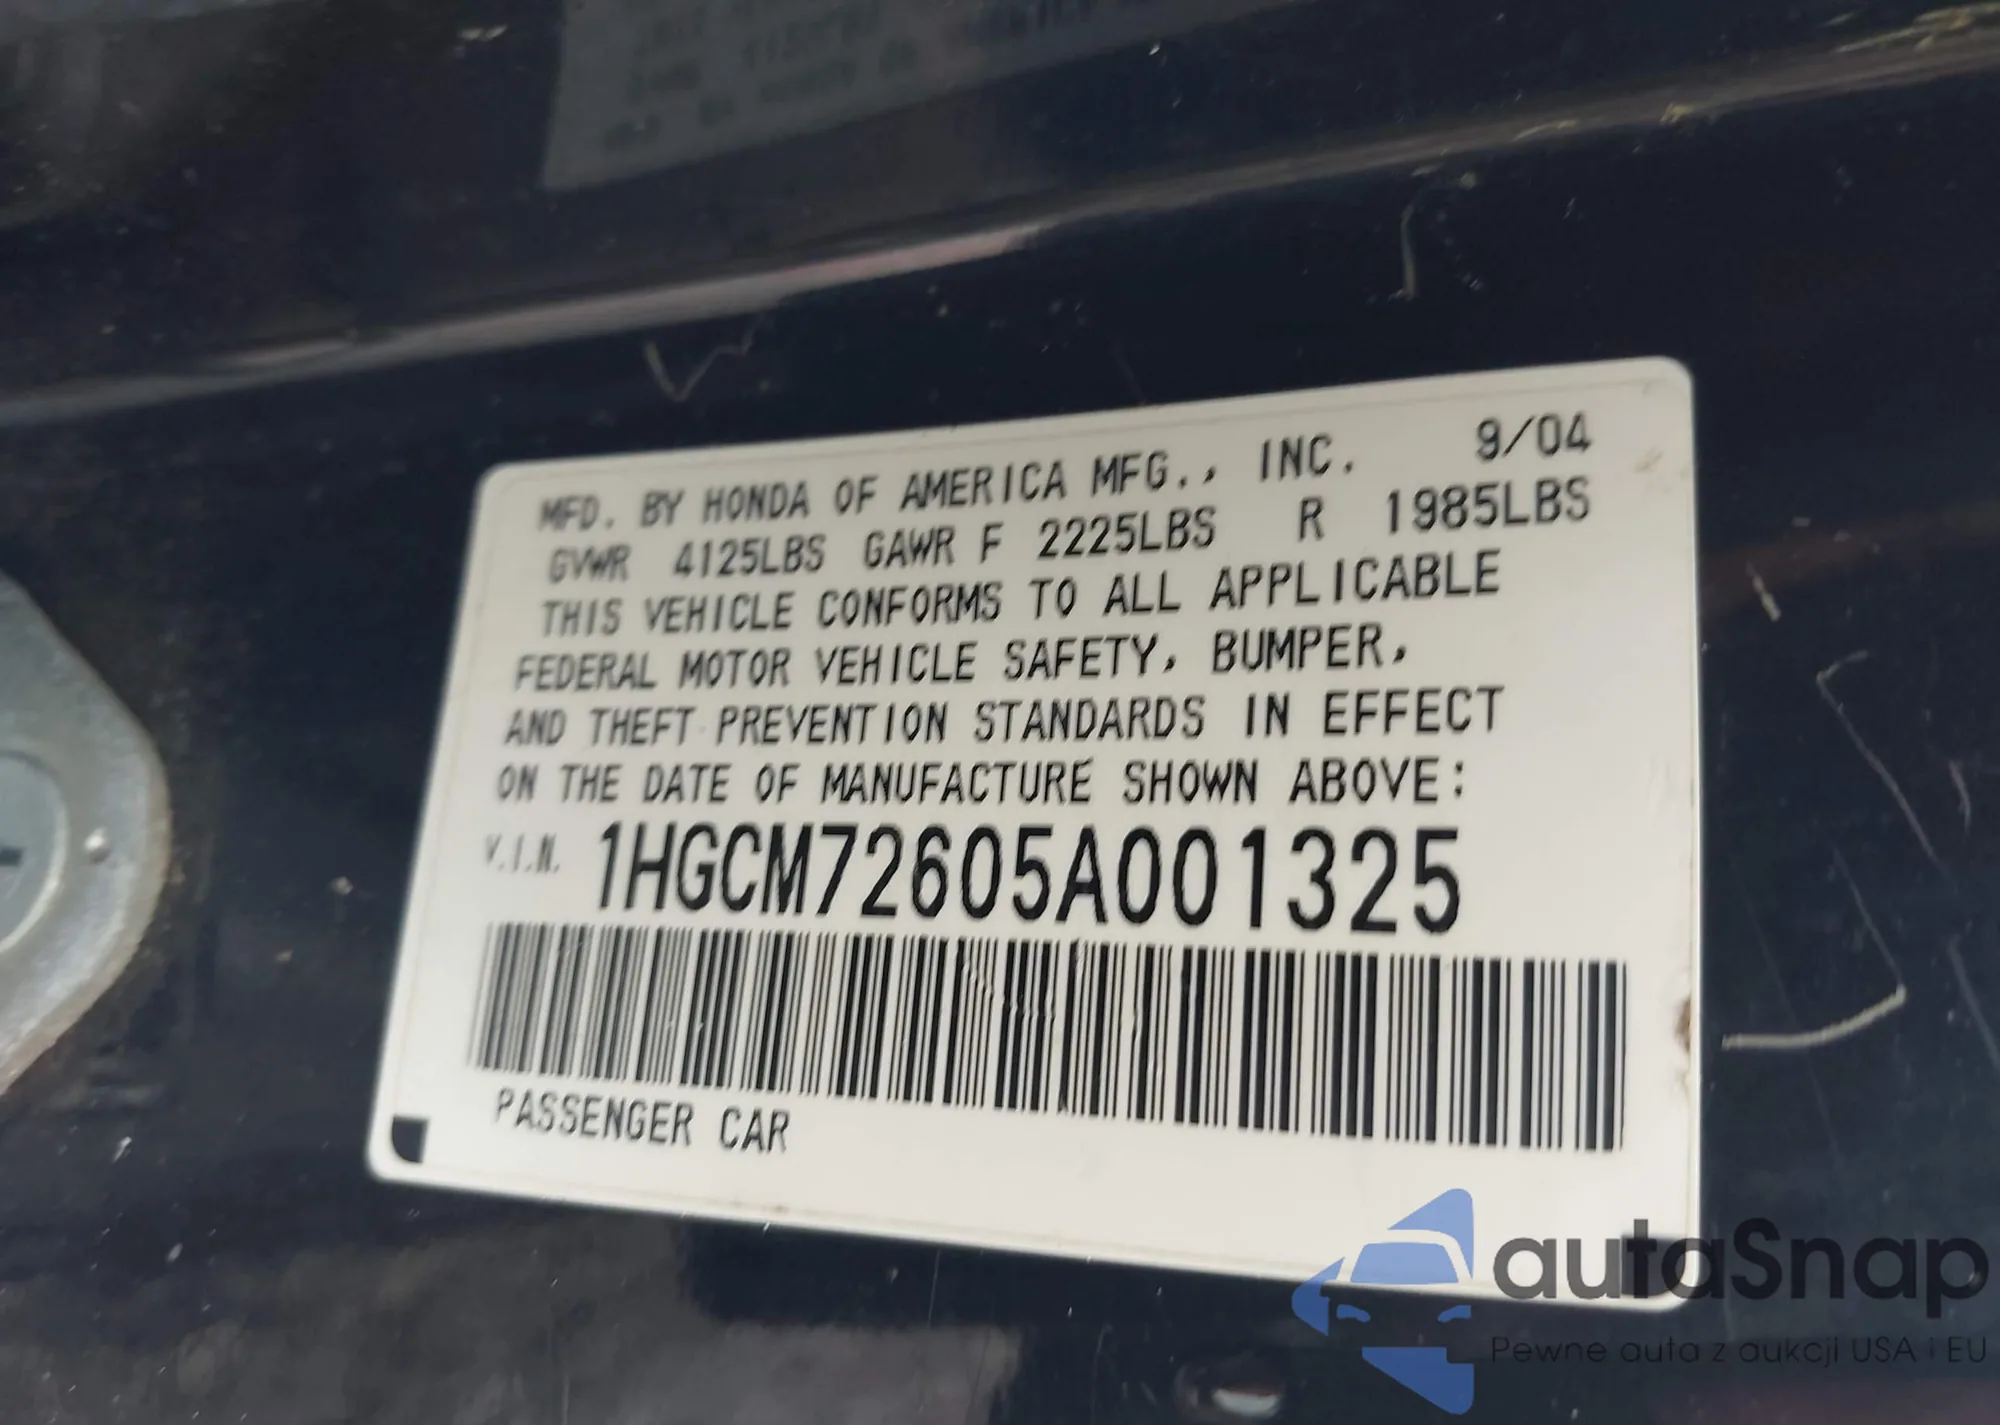 MFD. BY HONDA OF AMERICA MFG., INC. 9/04
GVWR 4125LBS GAWR F 2225LBS R 1985LBS
THIS VEHICLE CONFORMS TO ALL APPLICABLE
FEDERAL MOTOR VEHICLE SAFETY, BUMPER,
AND THEFT PREVENTION STANDARDS IN EFFECT
ON THE DATE OF MANUFACTURE SHOWN ABOVE:
V.I.N. 1HGCM72605A001325
PASSENGER CAR
autaSnap
Pewne auta z aukcji USA i EU